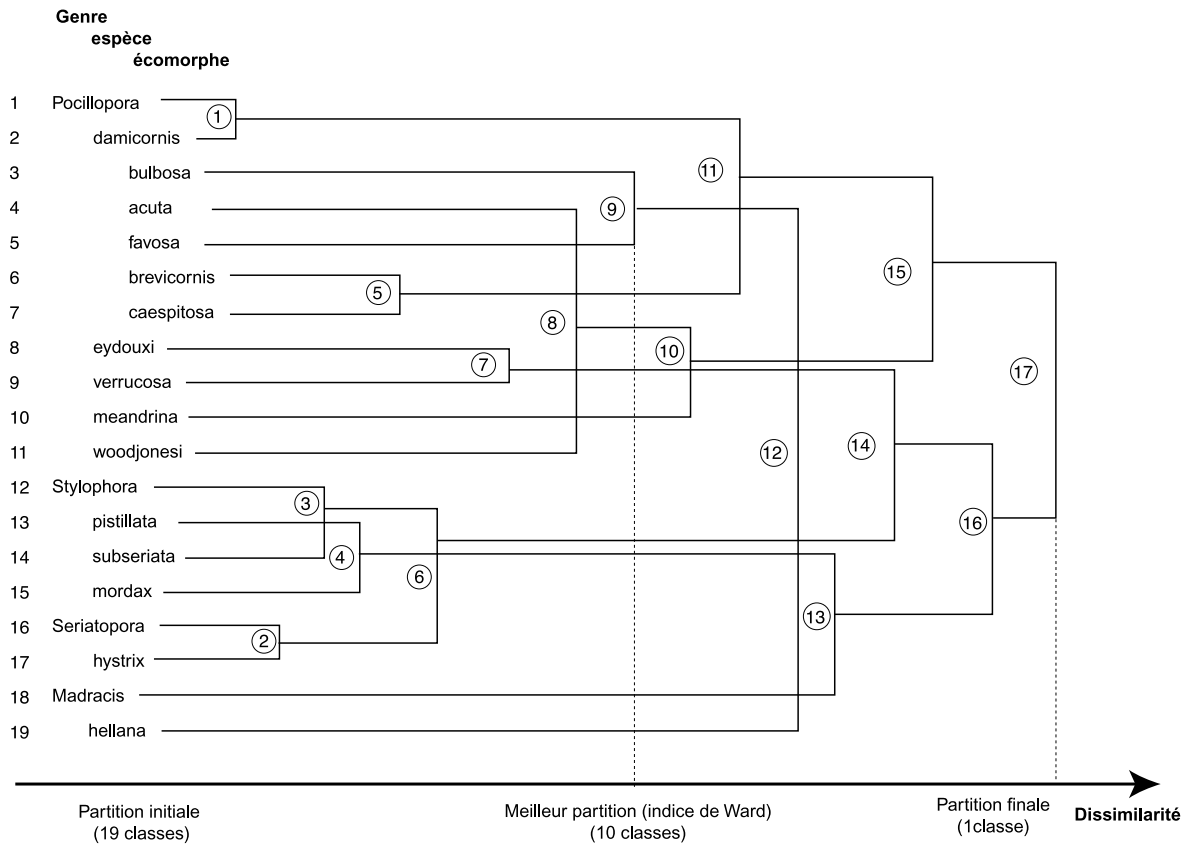 Genre
espèce
écomorphe
1 Pocillopora
1
2 damicornis
3 bulbosa
11
4 acuta
9
5 favosa
15
6 brevicornis
5
7 caespitosa
8
8 eydouxi
10
7
17
9 verrucosa
10 meandrina
14
11 woodjonesi
12
12 Stylophora
3
13 pistillata
16
14 subseriata
4
6
15 mordax
13
16 Seriatopora
2
17 hystrix
18 Madracis
19 hellana
Partition initiale
(19 classes)
Meilleur partition (indice de Ward)
(10 classes)
Partition finale
(1classe)
Dissimilarité